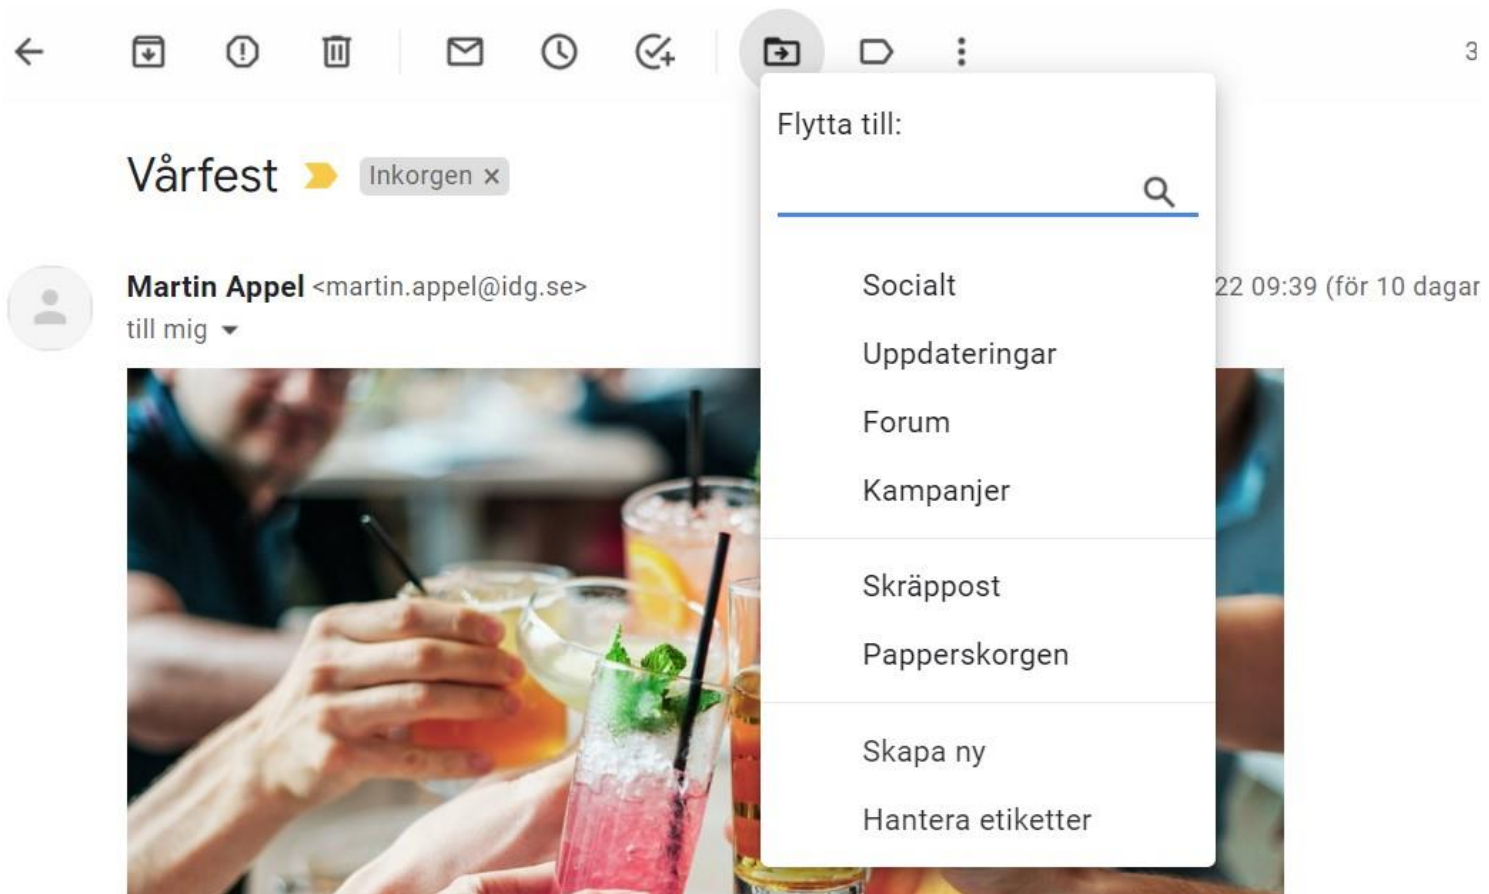 3
Flytta till:
Vårfest
Inkorgen ×
Martin Appel <martin.appel@idg.se>
22 09:39 (för 10 dagar
till mig
Socialt
Uppdateringar
Forum
Kampanjer
Skräppost
Papperskorgen
Skapa ny
Hantera etiketter